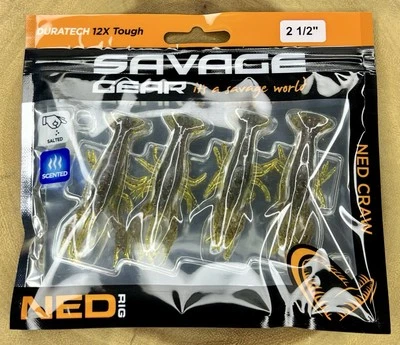 DURATECH 12X Tough
2 1/2"
SAVAGE
GEAR it's a savage world
SALTED
SCENTED
NED CRAW
NED RIG